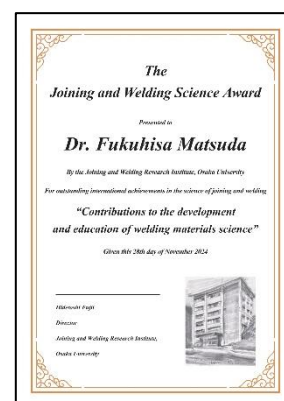 The
Joining and Welding Science Award
Presented to
Dr. Fukuhisa Matsuda
By the Joining and Welding Research Institute, Osaka University
For outstanding international achievements in the science of joining and welding
“Contributions to the development
and education of welding materials science”
Given this 28th day of November 2024
Hidetoshi Fujii
Director
Joining and Welding Research Institute,
Osaka University